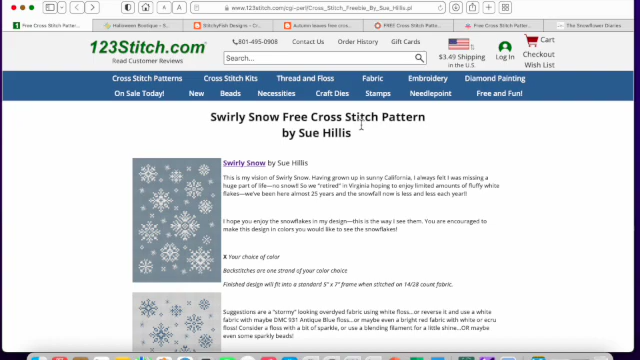 www.123stitch.com/cgi-perl/Cross_Stitch_Freebie_By_Sue_Hillis.pl
Free Cross Stitch Pattern
Halloween Boutique - S
StitchyFish Designs - C
Autumn leaves free cros
FREE Cross Stitch Patter
Free Cross Stitch Pattern
The Snowflower Diaries
123Stitch.com
Read Customer Reviews
801-495-0908 Contact Us Order History Gift Cards
Search...
$3.49 Shipping
in the U.S.
Log In
Cart
Checkout
Wish List
Cross Stitch Patterns Cross Stitch Kits Thread and Floss Fabric Embroidery Diamond Painting
On Sale Today! New Beads Necessities Craft Dies Stamps Needlepoint Free and Fun!
Swirly Snow Free Cross Stitch Pattern
by Sue Hillis
Swirly Snow by Sue Hillis
This is my vision of Swirly Snow. Having grown up in sunny California, I always felt I was missing a
huge part of life—no snow!! So we "retired" in Virginia hoping to enjoy limited amounts of fluffy white
flakes—we've been here almost 25 years and the snowfall now is less and less each year!!
I hope you enjoy the snowflakes in my design—this is the way I see them. You are encouraged to
make this design in colors you would like to see the snowflakes!
X Your choice of color
Backstitches are one strand of your color choice
Finished design will fit into a standard 5" x 7" frame when stitched on 14/28 count fabric.
Suggestions are a "stormy" looking overdyed fabric using white floss.. or reverse it and use a white
fabric with maybe DMC 931 Antique Blue floss..or maybe even a bright red fabric with white or ecru
floss! Consider a floss with a bit of sparkle, or use a blending filament for a little shine...OR maybe
even some sparkly beads!